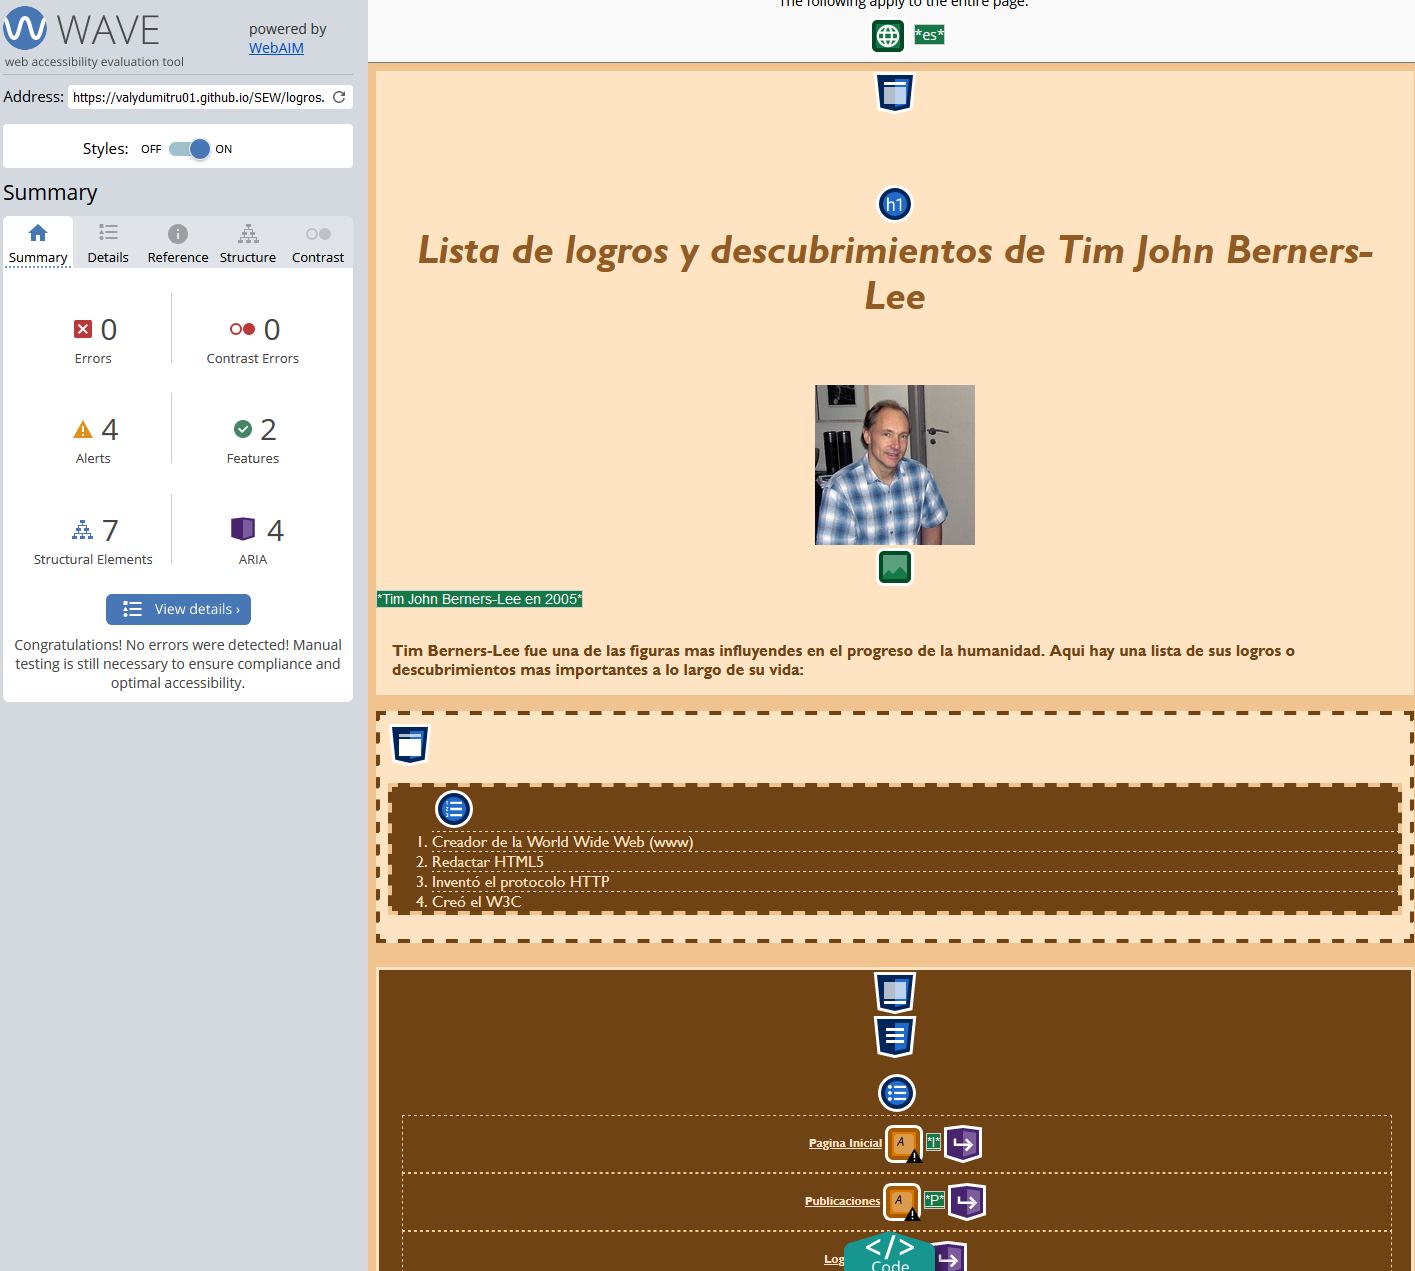 WAVE
powered by
WebAIM
web accessibility evaluation tool
Address: https://valydumitru01.github.io/SEW/logros.
Styles: OFF ON
Summary
Summary Details Reference Structure Contrast
0 Errors
0 Contrast Errors
4 Alerts
2 Features
7 Structural Elements
4 ARIA
View details ›
Congratulations! No errors were detected! Manual
testing is still necessary to ensure compliance and
optimal accessibility.
The following apply to the entire page:
*es*
h1
Lista de logros y descubrimientos de Tim John Berners-
Lee
*Tim John Berners-Lee en 2005*
Tim Berners-Lee fue una de las figuras mas influyendes en el progreso de la humanidad. Aqui hay una lista de sus logros o
descubrimientos mas importantes a lo largo de su vida:
1. Creador de la World Wide Web (www)
2. Redactar HTML5
3. Inventó el protocolo HTTP
4. Creó el W3C
Pagina Inicial A *I*
Publicaciones A *P*
Log
</> Code